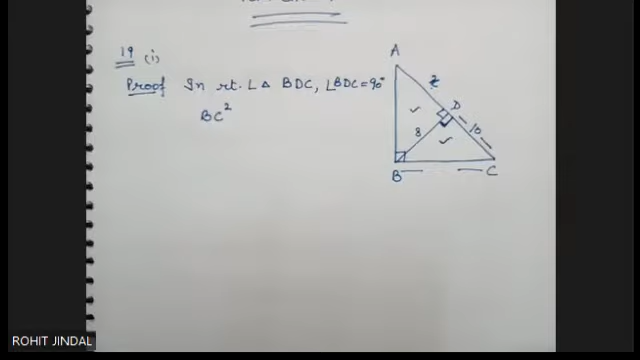 19 (i)
Proof In rt. L Δ BDC, ∠BDC = 90°
BC²
A
D
10
8
B
C
ROHIT JINDAL